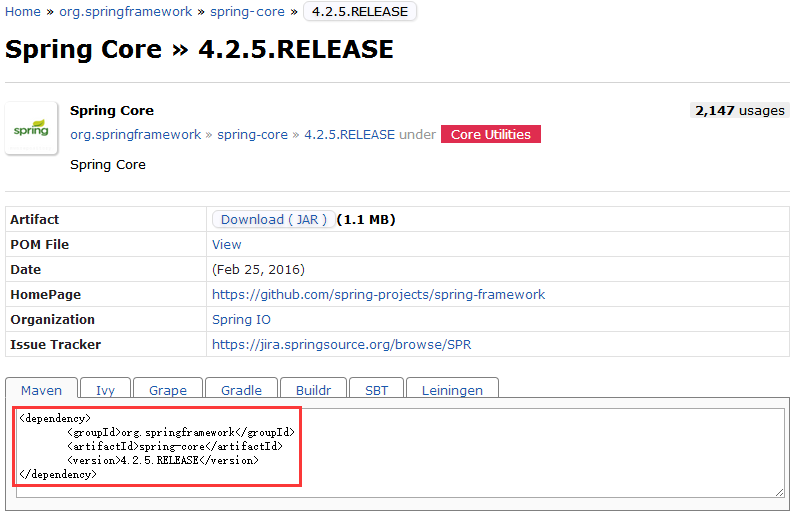 Home » org.springframework » spring-core » 4.2.5.RELEASE
Spring Core » 4.2.5.RELEASE
spring
Spring Core
2,147 usages
org.springframework » spring-core » 4.2.5.RELEASE under Core Utilities
Spring Core
Artifact Download ( JAR ) (1.1 MB)
POM File View
Date (Feb 25, 2016)
HomePage https://github.com/spring-projects/spring-framework
Organization Spring IO
Issue Tracker https://jira.springsource.org/browse/SPR
Maven Ivy Grape Gradle Buildr SBT Leiningen
<dependency>
<groupId>org.springframework</groupId>
<artifactId>spring-core</artifactId>
<version>4.2.5.RELEASE</version>
</dependency>